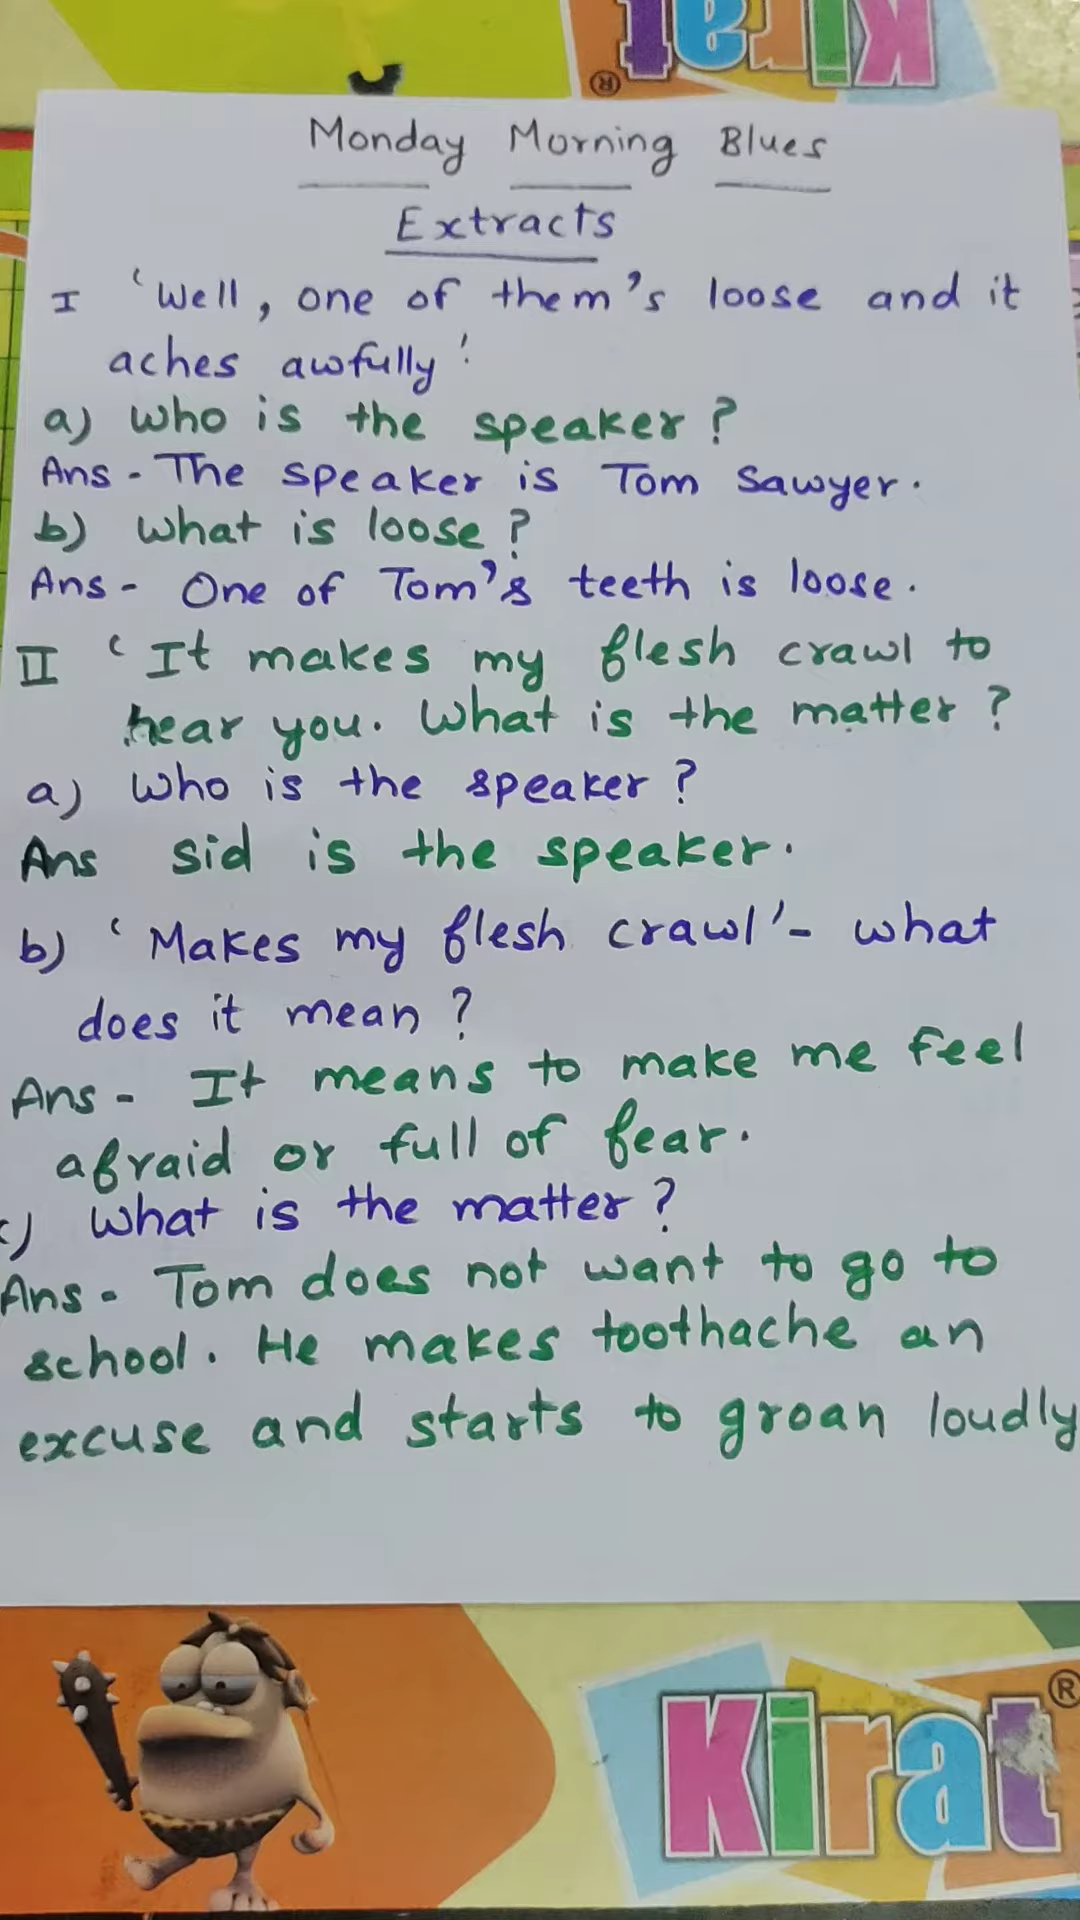 Kirat
®
Monday Morning Blues
Extracts
I 'Well, one of them's loose and it
aches awfully'
a) Who is the speaker?
Ans - The speaker is Tom Sawyer.
b) What is loose?
Ans - One of Tom's teeth is loose.
II 'It makes my flesh crawl to
hear you. What is the matter?
a) Who is the speaker?
Ans Sid is the speaker.
b) 'Makes my flesh crawl' - what
does it mean?
Ans - It means to make me feel
afraid or full of fear.
c) What is the matter?
Ans - Tom does not want to go to
school. He makes toothache an
excuse and starts to groan loudly
Kirat ®